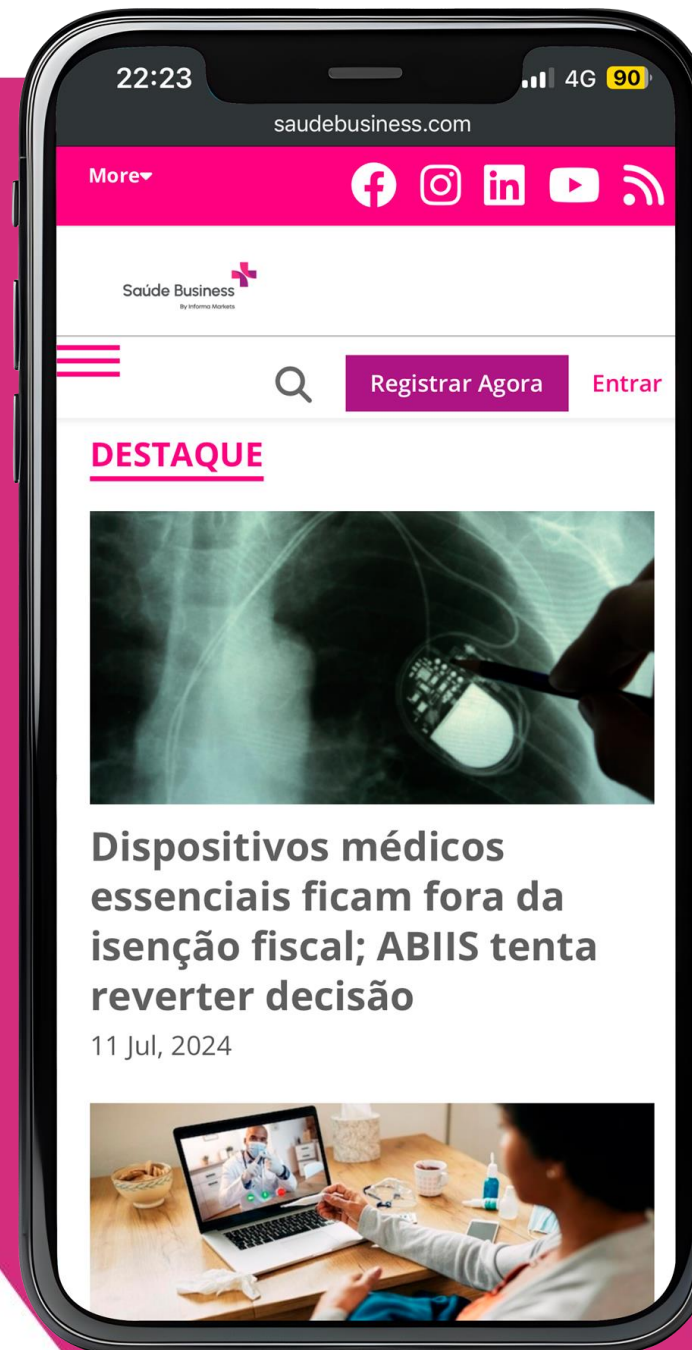 22:23
4G 90
saudebusiness.com
More
Saúde Business
By Informa Markets
Registrar Agora
Entrar
DESTAQUE
Dispositivos médicos
essenciais ficam fora da
isenção fiscal; ABIIS tenta
reverter decisão
11 Jul, 2024